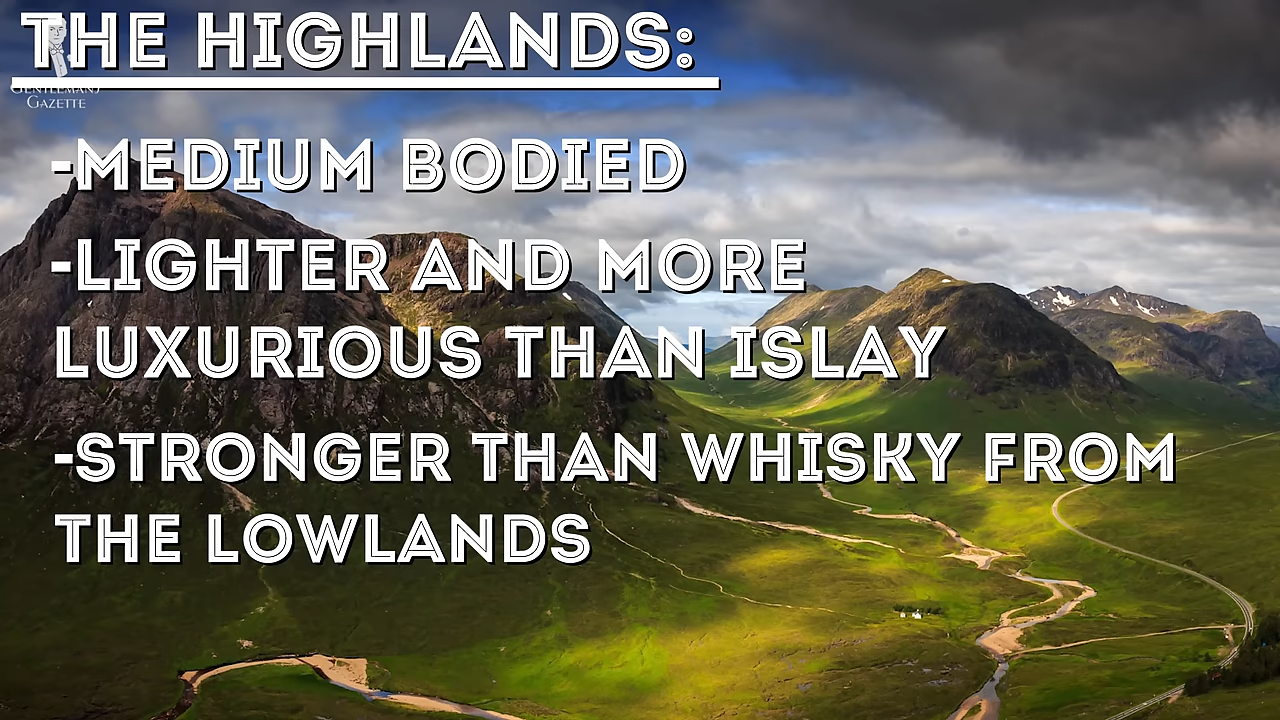 THE HIGHLANDS:
GENTLEMAN'S
GAZETTE
-MEDIUM BODIED
-LIGHTER AND MORE
LUXURIOUS THAN ISLAY
-STRONGER THAN WHISKY FROM
THE LOWLANDS